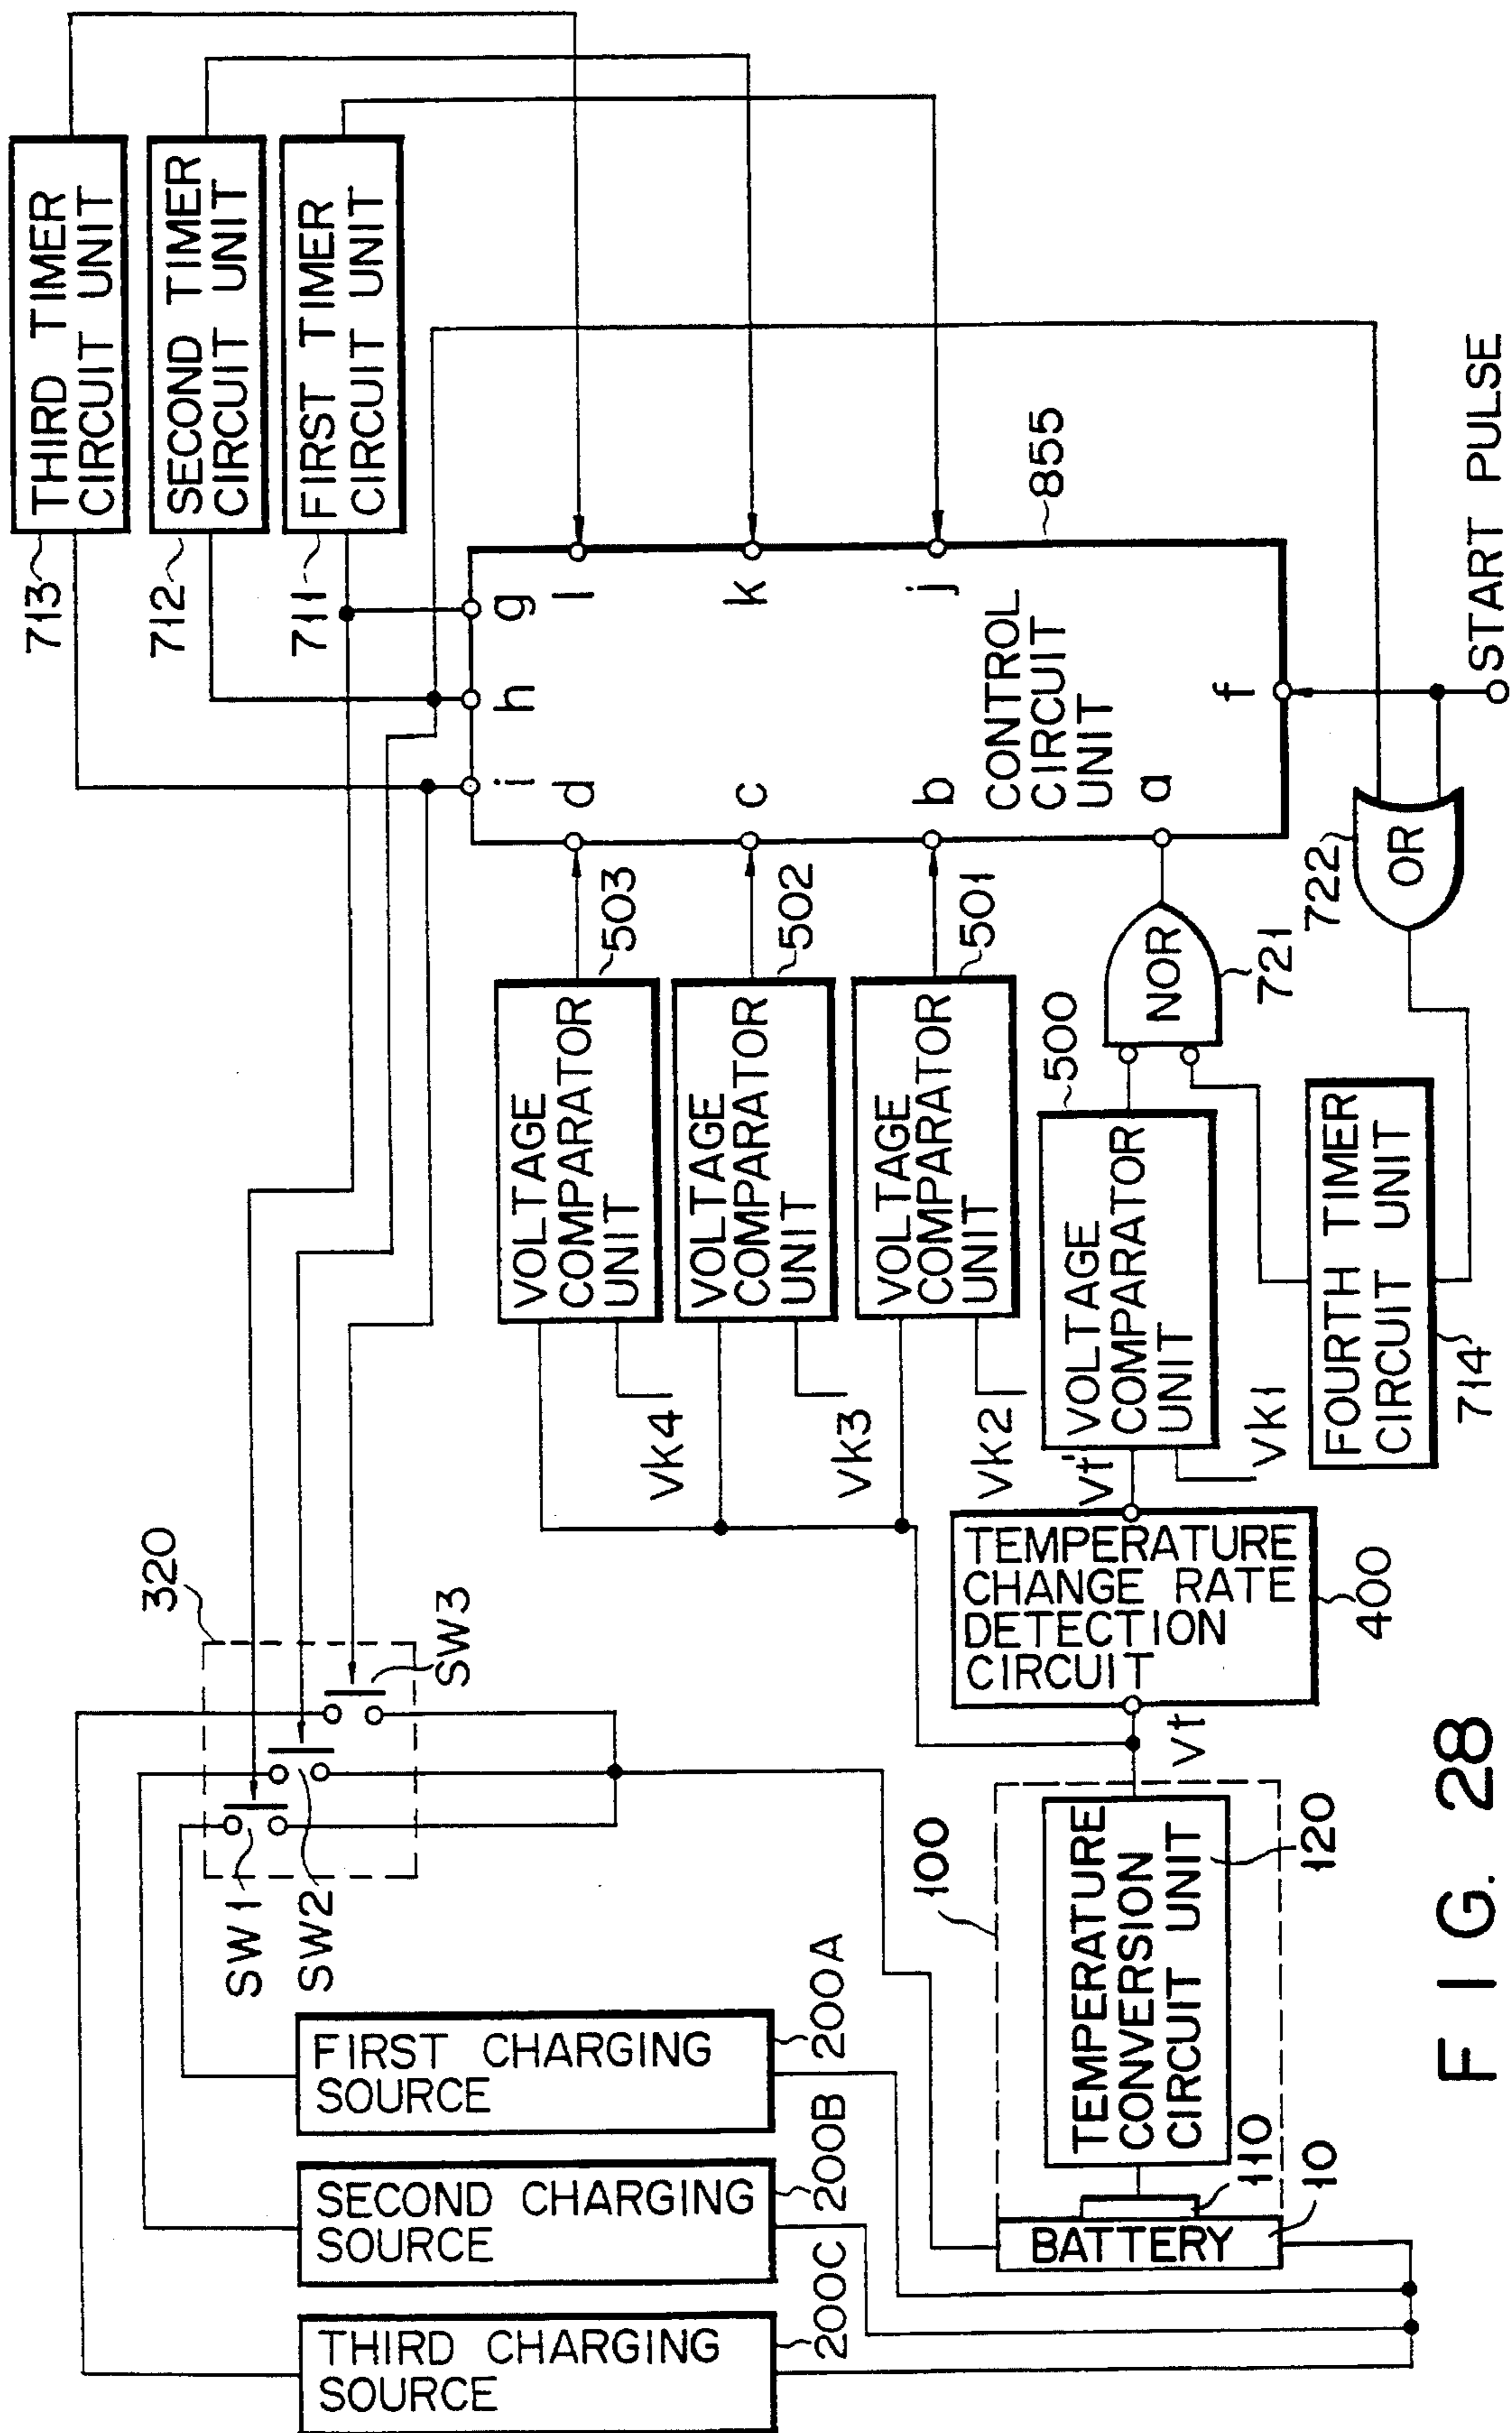 THIRD TIMER
CIRCUIT UNIT
713
SECOND TIMER
CIRCUIT UNIT
712
FIRST TIMER
CIRCUIT UNIT
711
320
SW1
SW2
SW3
g
h
i
l
k
j
d
c
b
a
f
CONTROL
CIRCUIT
UNIT
855
VOLTAGE
COMPARATOR
UNIT
503
Vk4
VOLTAGE
COMPARATOR
UNIT
502
Vk3
VOLTAGE
COMPARATOR
UNIT
501
Vk2
VOLTAGE
COMPARATOR
UNIT
500
Vk1
Vt'
NOR
721
OR
722
START PULSE
FOURTH TIMER
CIRCUIT UNIT
714
TEMPERATURE
CHANGE RATE
DETECTION
CIRCUIT
400
Vt
FIRST CHARGING
SOURCE
200A
SECOND CHARGING
SOURCE
200B
THIRD CHARGING
SOURCE
200C
100
TEMPERATURE
CONVERSION
CIRCUIT UNIT
120
110
BATTERY
10
FIG. 28